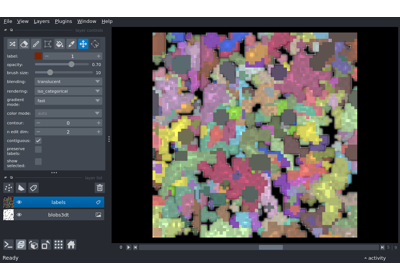 File View Layers Plugins Window Help
label: 1
opacity: 0.70
brush size: 10
blending: translucent
rendering: iso_categorical
gradient mode: fast
color mode:
contour: 0
n edit dim: 2
contiguous:
preserve labels:
show selected:
labels
blobs3dt
Ready
activity